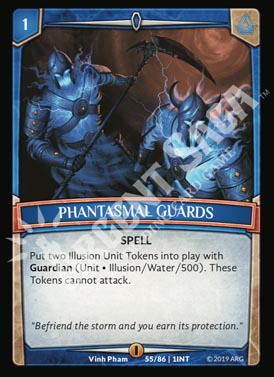 1
PHANTASMAL GUARDS
SPELL
Put two Illusion Unit Tokens into play with
Guardian (Unit • Illusion/Water/500). These
Tokens cannot attack.
"Befriend the storm and you earn its protection."
Vinh Pham 55/86 | 1INT ©2019 ARG